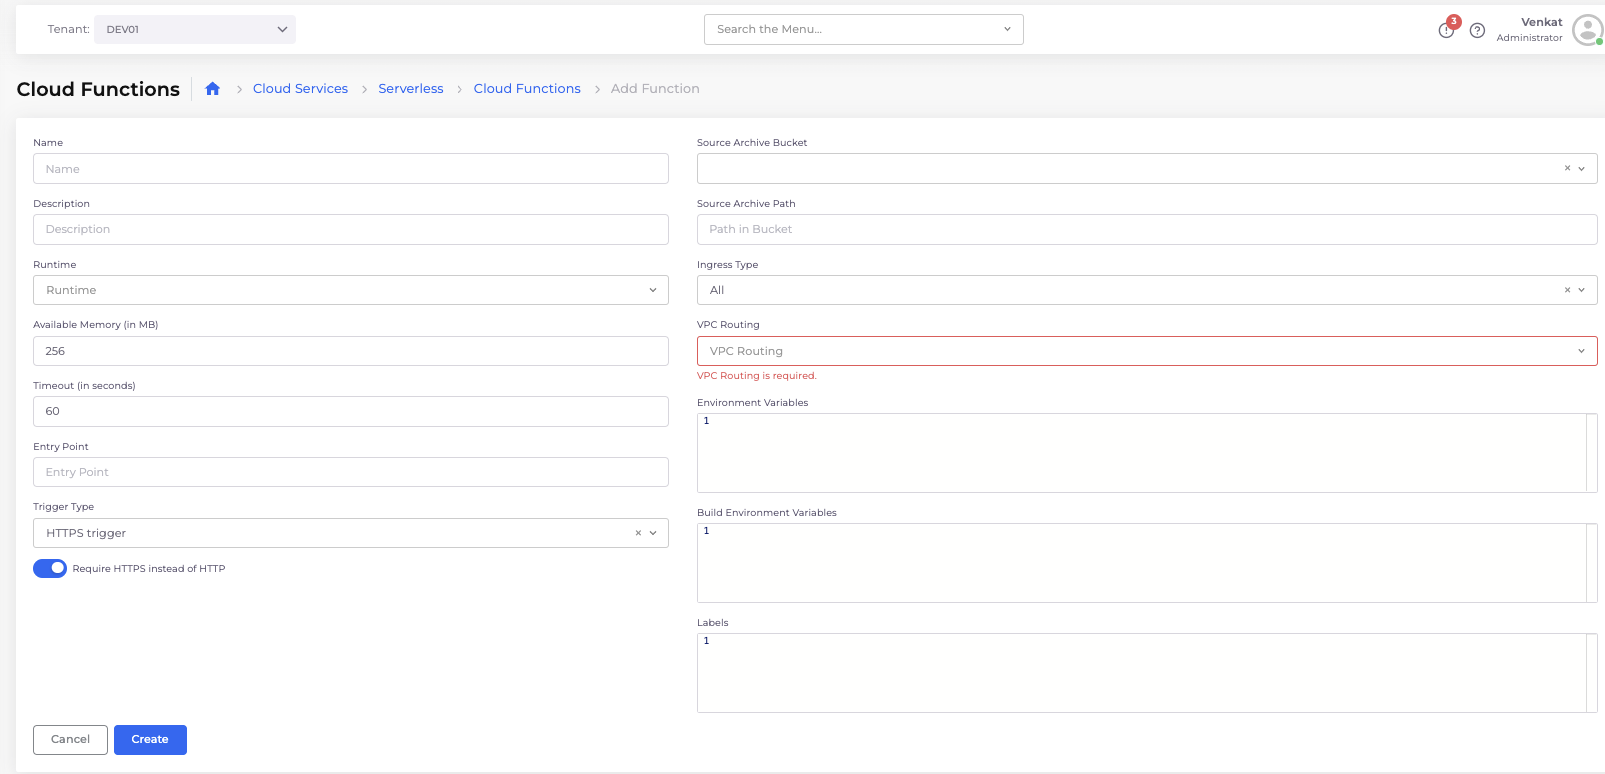 Tenant: DEV01
Search the Menu...
3
Venkat
Administrator
Cloud Functions
Cloud Services > Serverless > Cloud Functions > Add Function
Name
Name
Description
Description
Runtime
Runtime
Available Memory (in MB)
256
Timeout (in seconds)
60
Entry Point
Entry Point
Trigger Type
HTTPS trigger
Require HTTPS instead of HTTP
Source Archive Bucket
Source Archive Path
Path in Bucket
Ingress Type
All
VPC Routing
VPC Routing
VPC Routing is required.
Environment Variables
1
Build Environment Variables
1
Labels
1
Cancel
Create